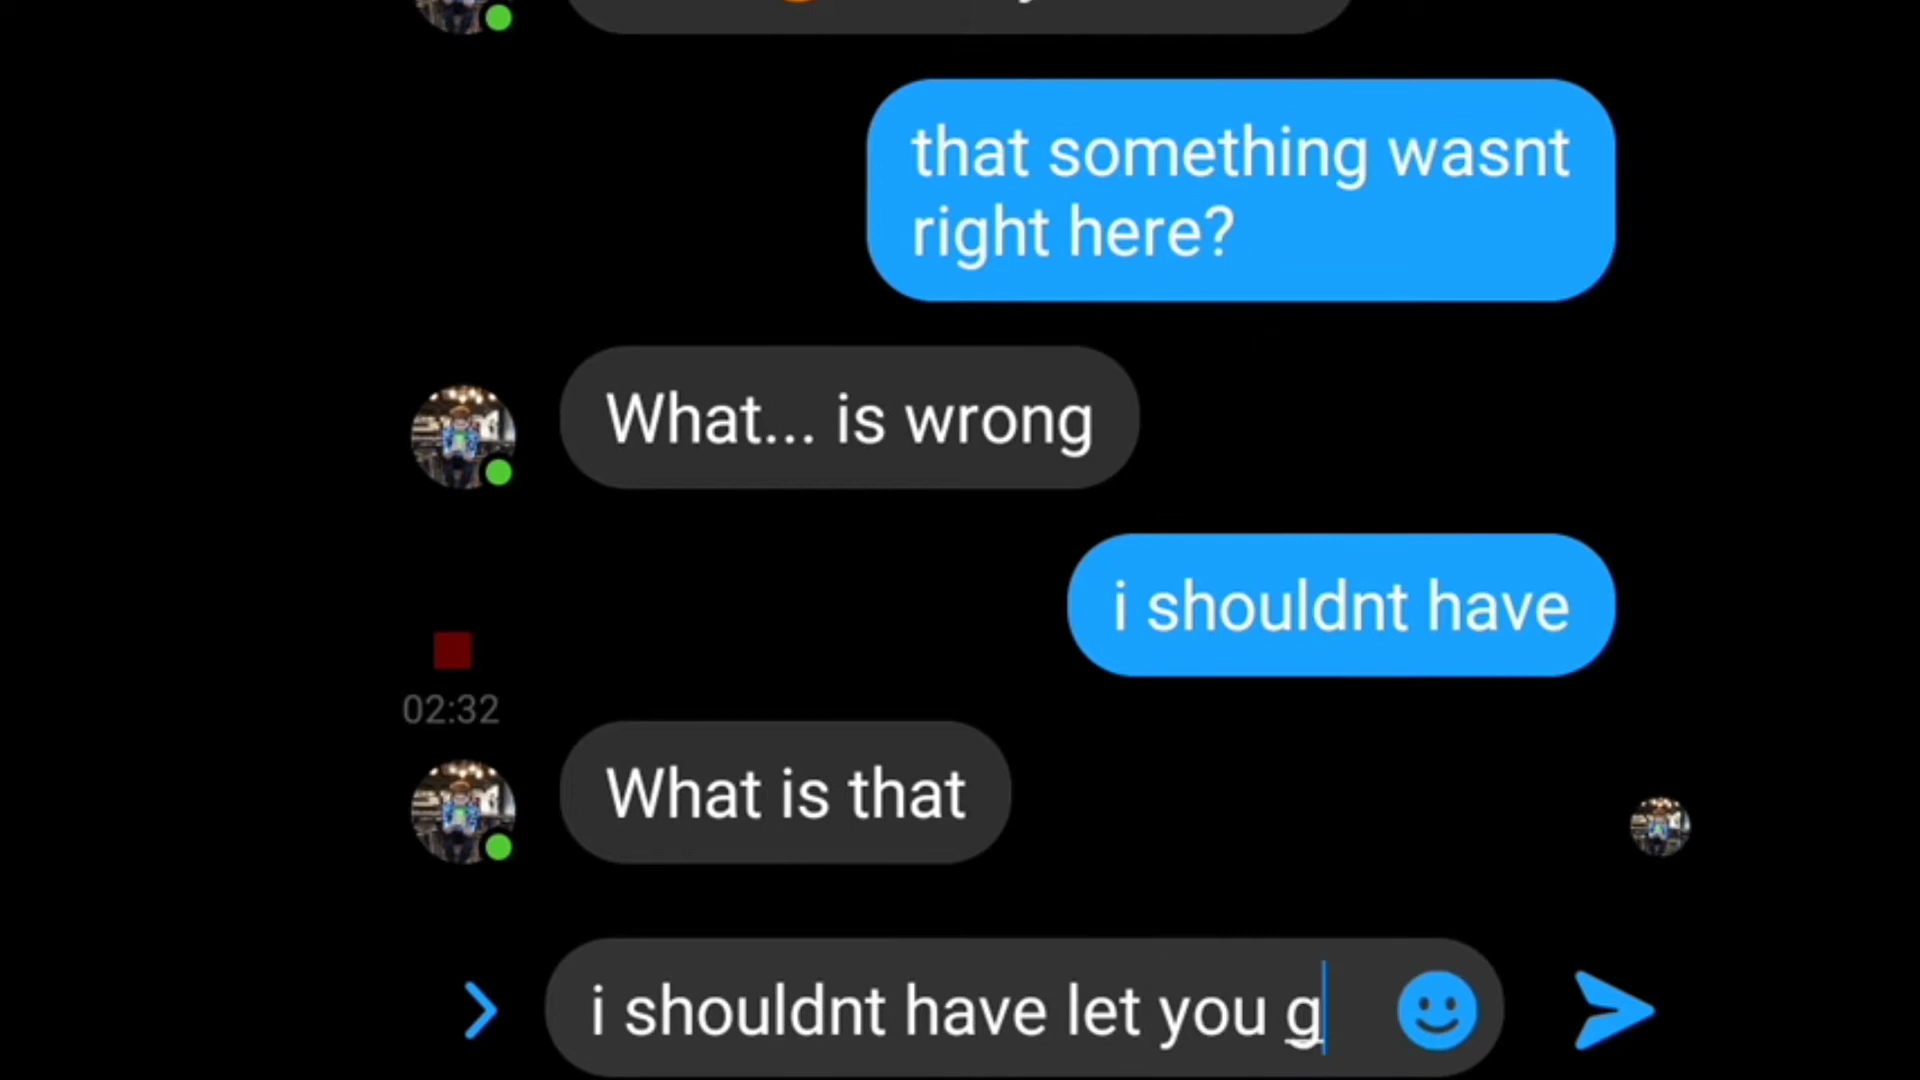 that something wasnt
right here?
What... is wrong
i shouldnt have
02:32
What is that
i shouldnt have let you g